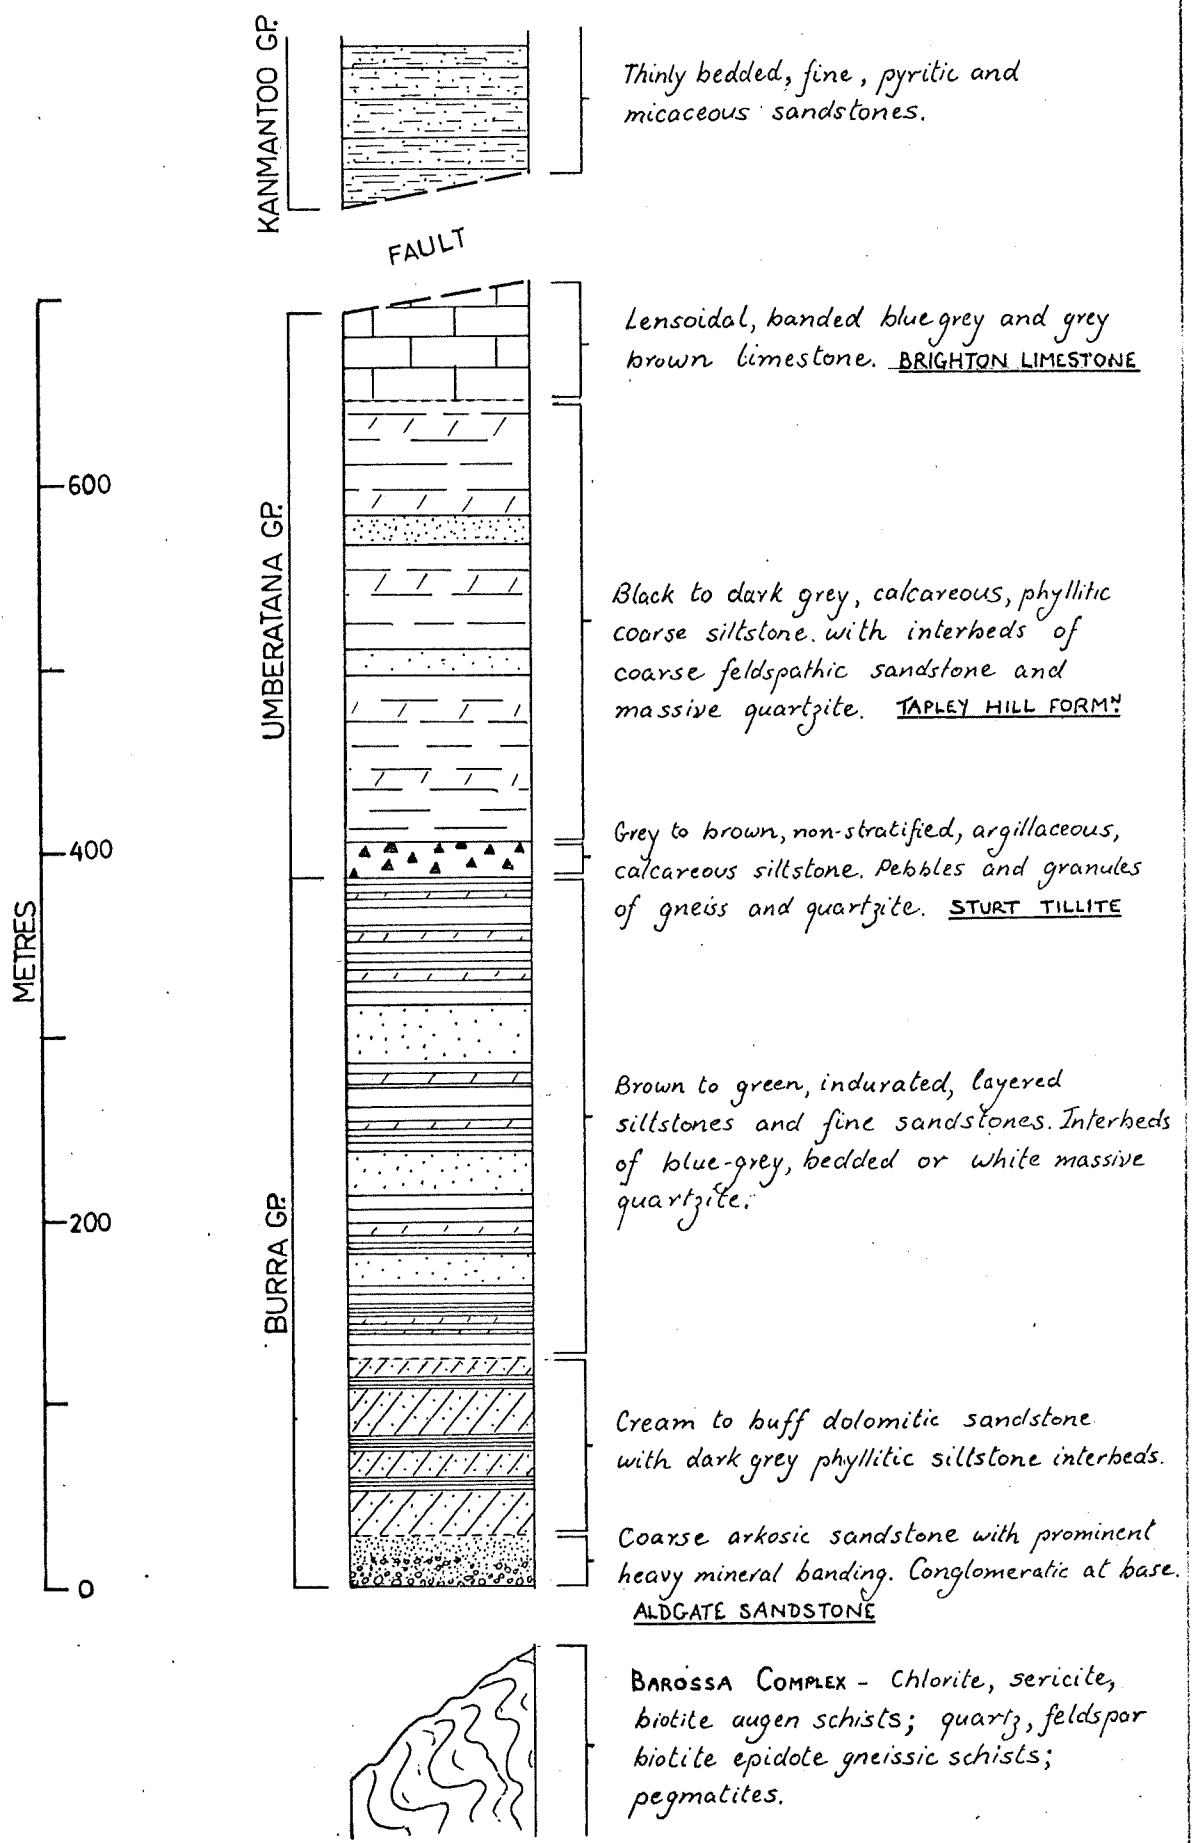 KANMANTOO GP.
Thinly bedded, fine, pyritic and
micaceous sandstones.
FAULT
Lensoidal, banded blue grey and grey
brown limestone. BRIGHTON LIMESTONE
600
UMBERATANA GP.
Black to dark grey, calcareous, phyllitic
coarse siltstone. with interbeds of
coarse feldspathic sandstone and
massive quartzite. TAPLEY HILL FORMN.
400
Grey to brown, non-stratified, argillaceous,
calcareous siltstone. Pebbles and granules
of gneiss and quartzite. STURT TILLITE
METRES
Brown to green, indurated, layered
siltstones and fine sandstones. Interbeds
of blue-grey, bedded or white massive
quartzite.
200
BURRA GP.
Cream to buff dolomitic sandstone
with dark grey phyllitic siltstone interbeds.
Coarse arkosic sandstone with prominent
heavy mineral banding. Conglomeratic at base.
ALDGATE SANDSTONE
0
BAROSSA COMPLEX - Chlorite, sericite,
biotite augen schists; quartz, feldspar
biotite epidote gneissic schists;
pegmatites.